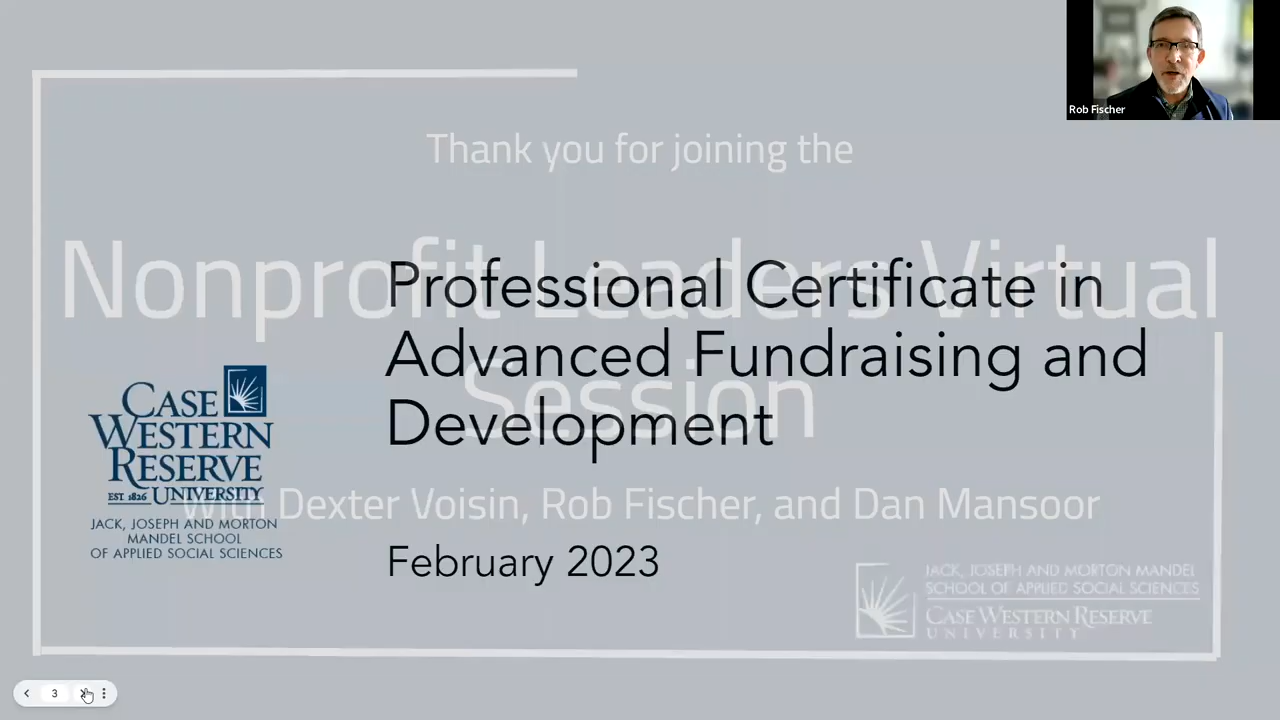 Rob Fischer
Thank you for joining the
Nonprofit Leaders Virtual
Session
With Dexter Voisin, Rob Fischer, and Dan Mansoor
Professional Certificate in
Advanced Fundraising and
Development
February 2023
CASE
WESTERN
RESERVE
EST. 1826 UNIVERSITY
JACK, JOSEPH AND MORTON
MANDEL SCHOOL
OF APPLIED SOCIAL SCIENCES
JACK, JOSEPH AND MORTON MANDEL
SCHOOL OF APPLIED SOCIAL SCIENCES
CASE WESTERN RESERVE
UNIVERSITY
3